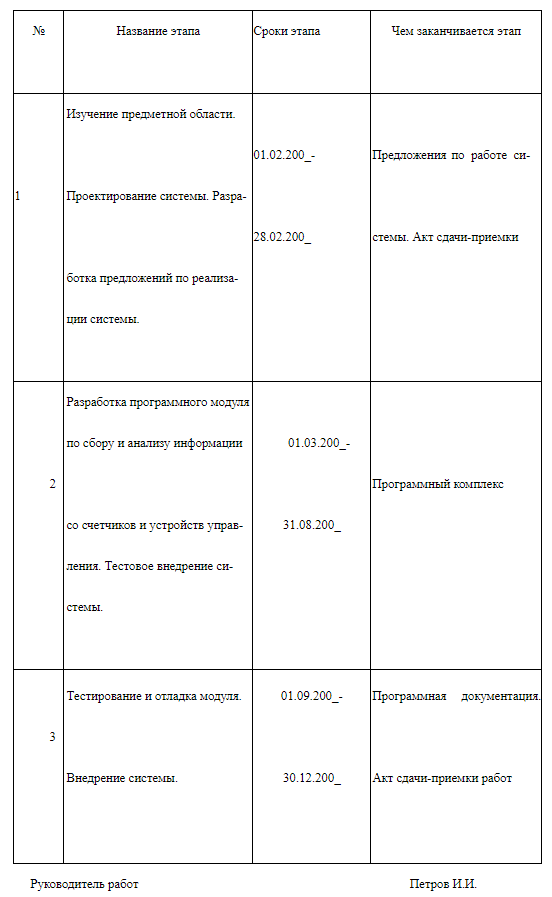 № Название этапа Сроки этапа Чем заканчивается этап
1
Изучение предметной области.
Проектирование системы. Разра-
ботка предложений по реализа-
ции системы.
01.02.200_-
28.02.200_
Предложения по работе си-
стемы. Акт сдачи-приемки
2
Разработка программного модуля
по сбору и анализу информации
со счетчиков и устройств управ-
ления. Тестовое внедрение си-
стемы.
01.03.200_-
31.08.200_
Программный комплекс
3
Тестирование и отладка модуля.
Внедрение системы.
01.09.200_-
30.12.200_
Программная документация.
Акт сдачи-приемки работ
Руководитель работ Петров И.И.